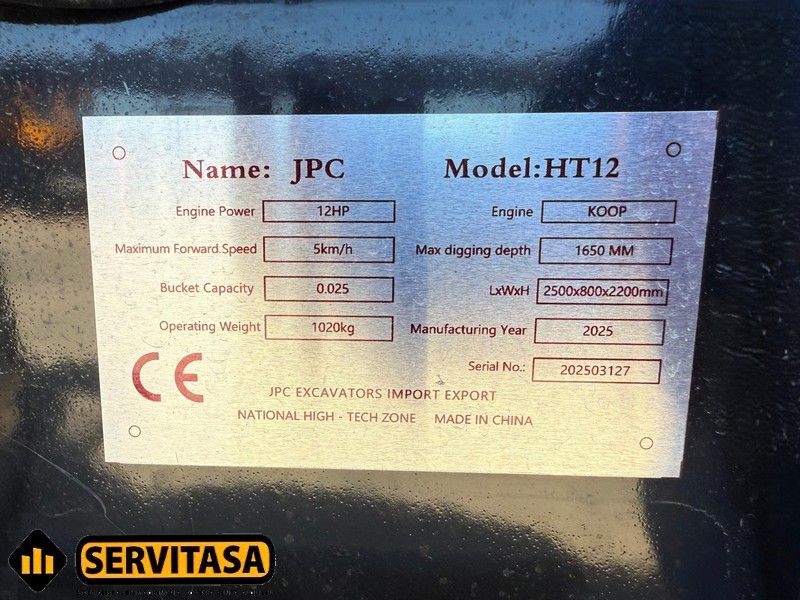 Name: JPC Model:HT12
Engine Power 12HP Engine KOOP
Maximum Forward Speed 5km/h Max digging depth 1650 MM
Bucket Capacity 0.025 LxWxH 2500x800x2200mm
Operating Weight 1020kg Manufacturing Year 2025
Serial No.: 202503127
CE
JPC EXCAVATORS IMPORT EXPORT
NATIONAL HIGH - TECH ZONE MADE IN CHINA
SERVITASA